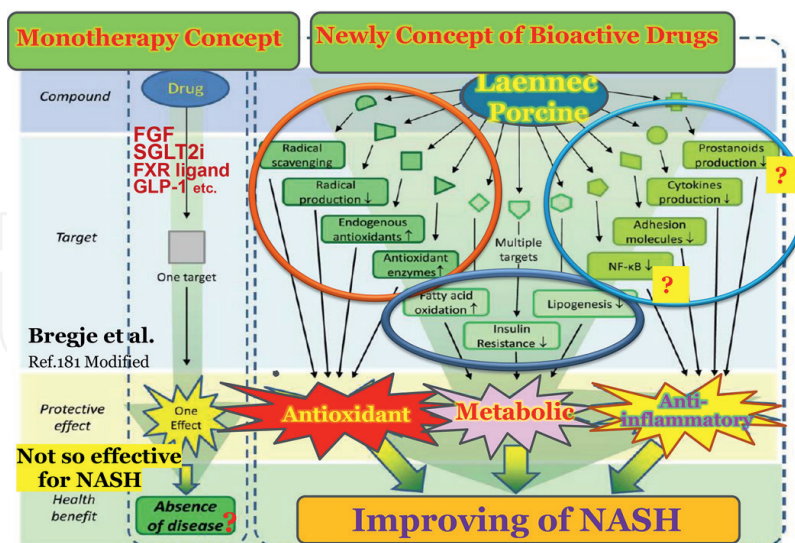 Monotherapy Concept
Newly Concept of Bioactive Drugs
Compound
Drug
Laennec
Porcine
FGF
SGLT2i
FXR ligand
GLP-1 etc.
Target
One target
Bregje et al.
Ref.181 Modified
Radical
scavenging
Radical
production ↓
Endogenous
antioxidants ↑
Antioxidant
enzymes ↑
Multiple
targets
Fatty acid
oxidation ↑
Insulin
Resistance ↓
Lipogenesis ↓
Prostanoids
production ↓
?
Cytokines
production ↓
Adhesion
molecules ↓
NF-κB ↓
?
Protective
effect
One
Effect
Antioxidant
Metabolic
Anti-
inflammatory
Not so effective
for NASH
Health
benefit
Absence
of disease ?
Improving of NASH